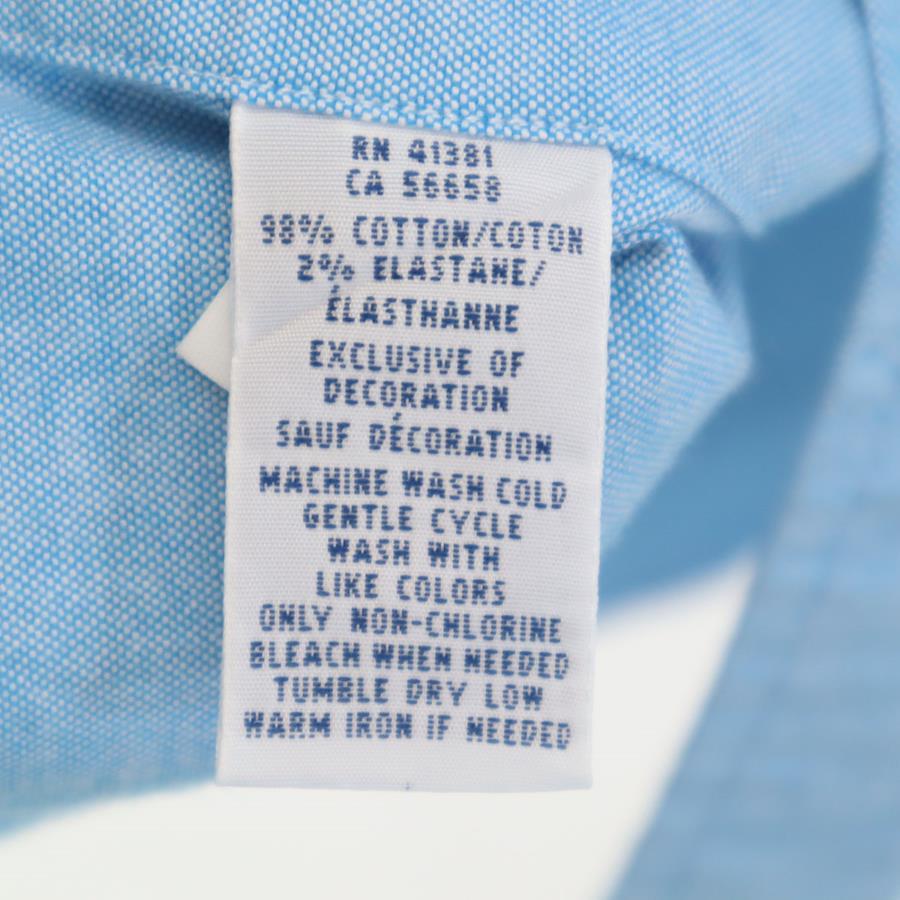 RN 41381
CA 56658
98% COTTON/COTON
2% ELASTANE/
ÉLASTHANNE
EXCLUSIVE OF
DECORATION
SAUF DÉCORATION
MACHINE WASH COLD
GENTLE CYCLE
WASH WITH
LIKE COLORS
ONLY NON-CHLORINE
BLEACH WHEN NEEDED
TUMBLE DRY LOW
WARM IRON IF NEEDED